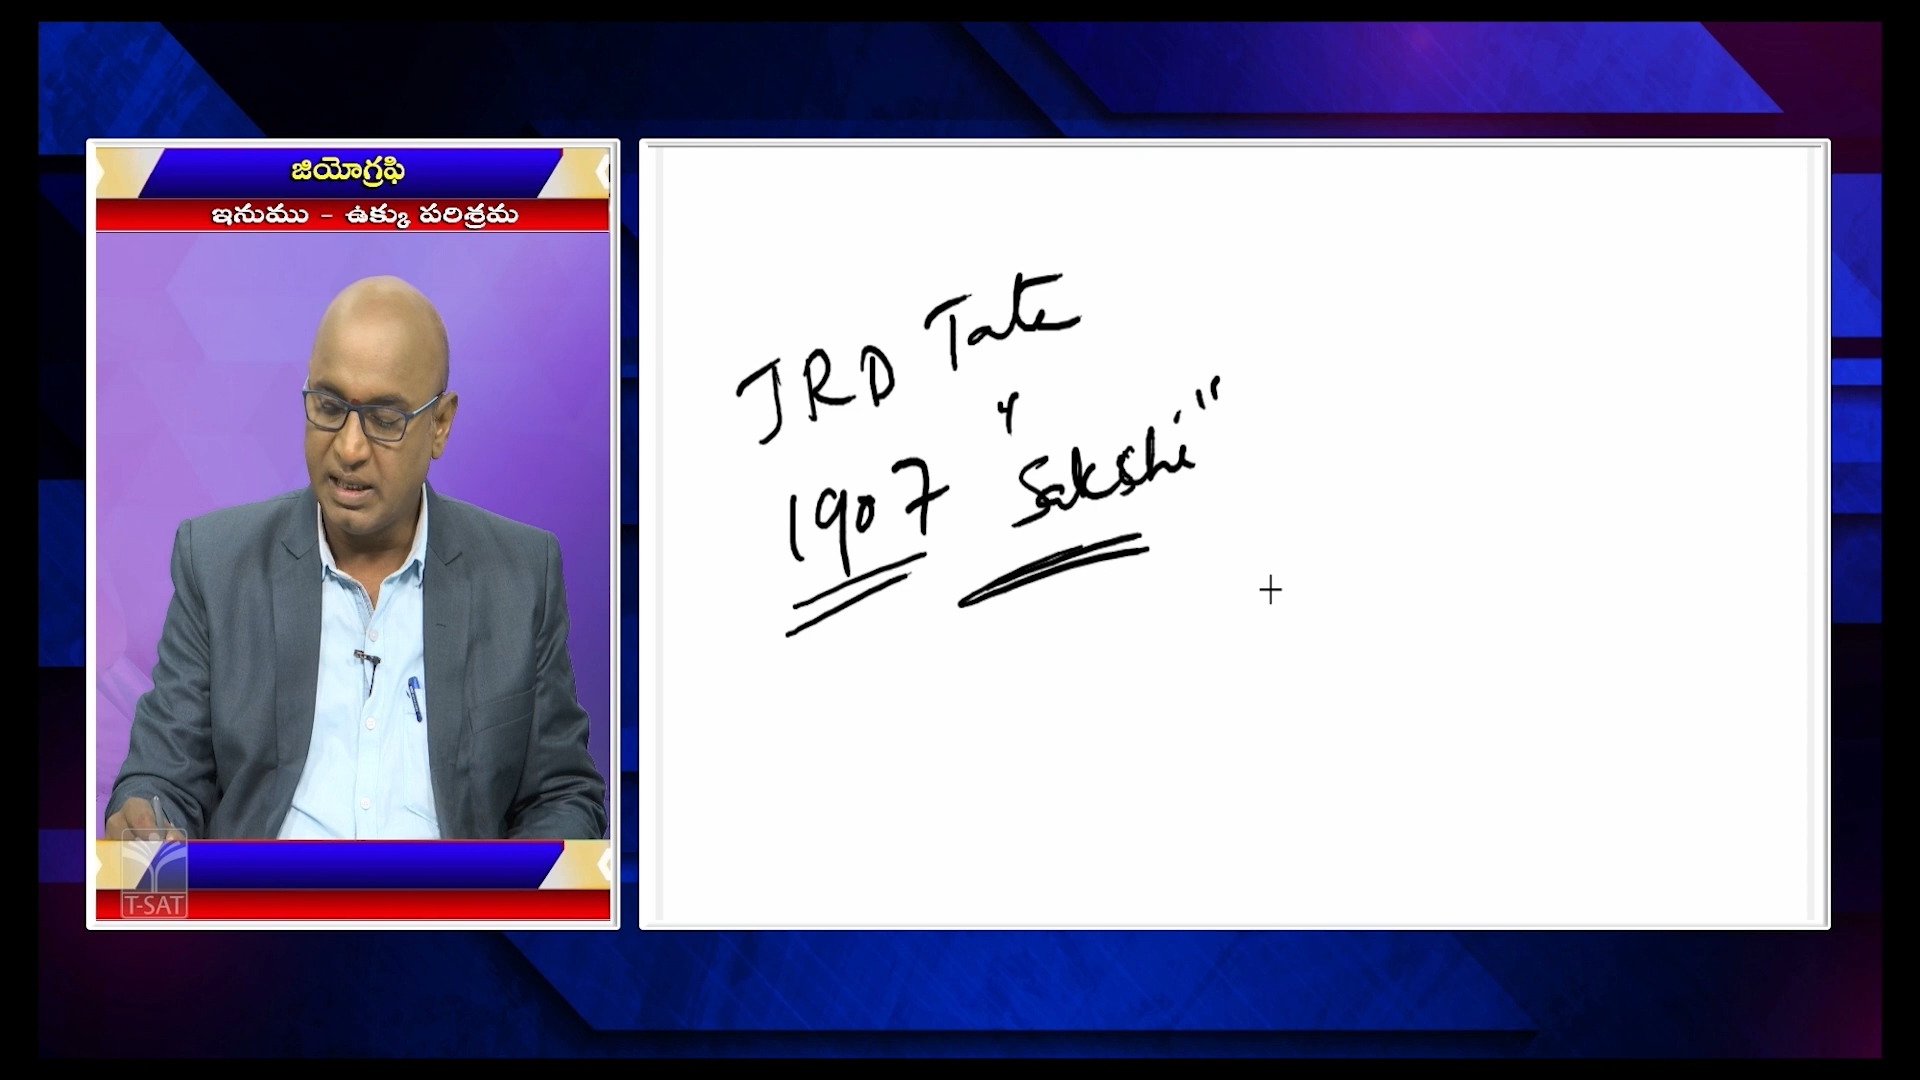 జియోగ్రఫి
ఇనుము - ఉక్కు పరిశ్రమ
JRD Tata
1907 "Sakshi"
T-SAT